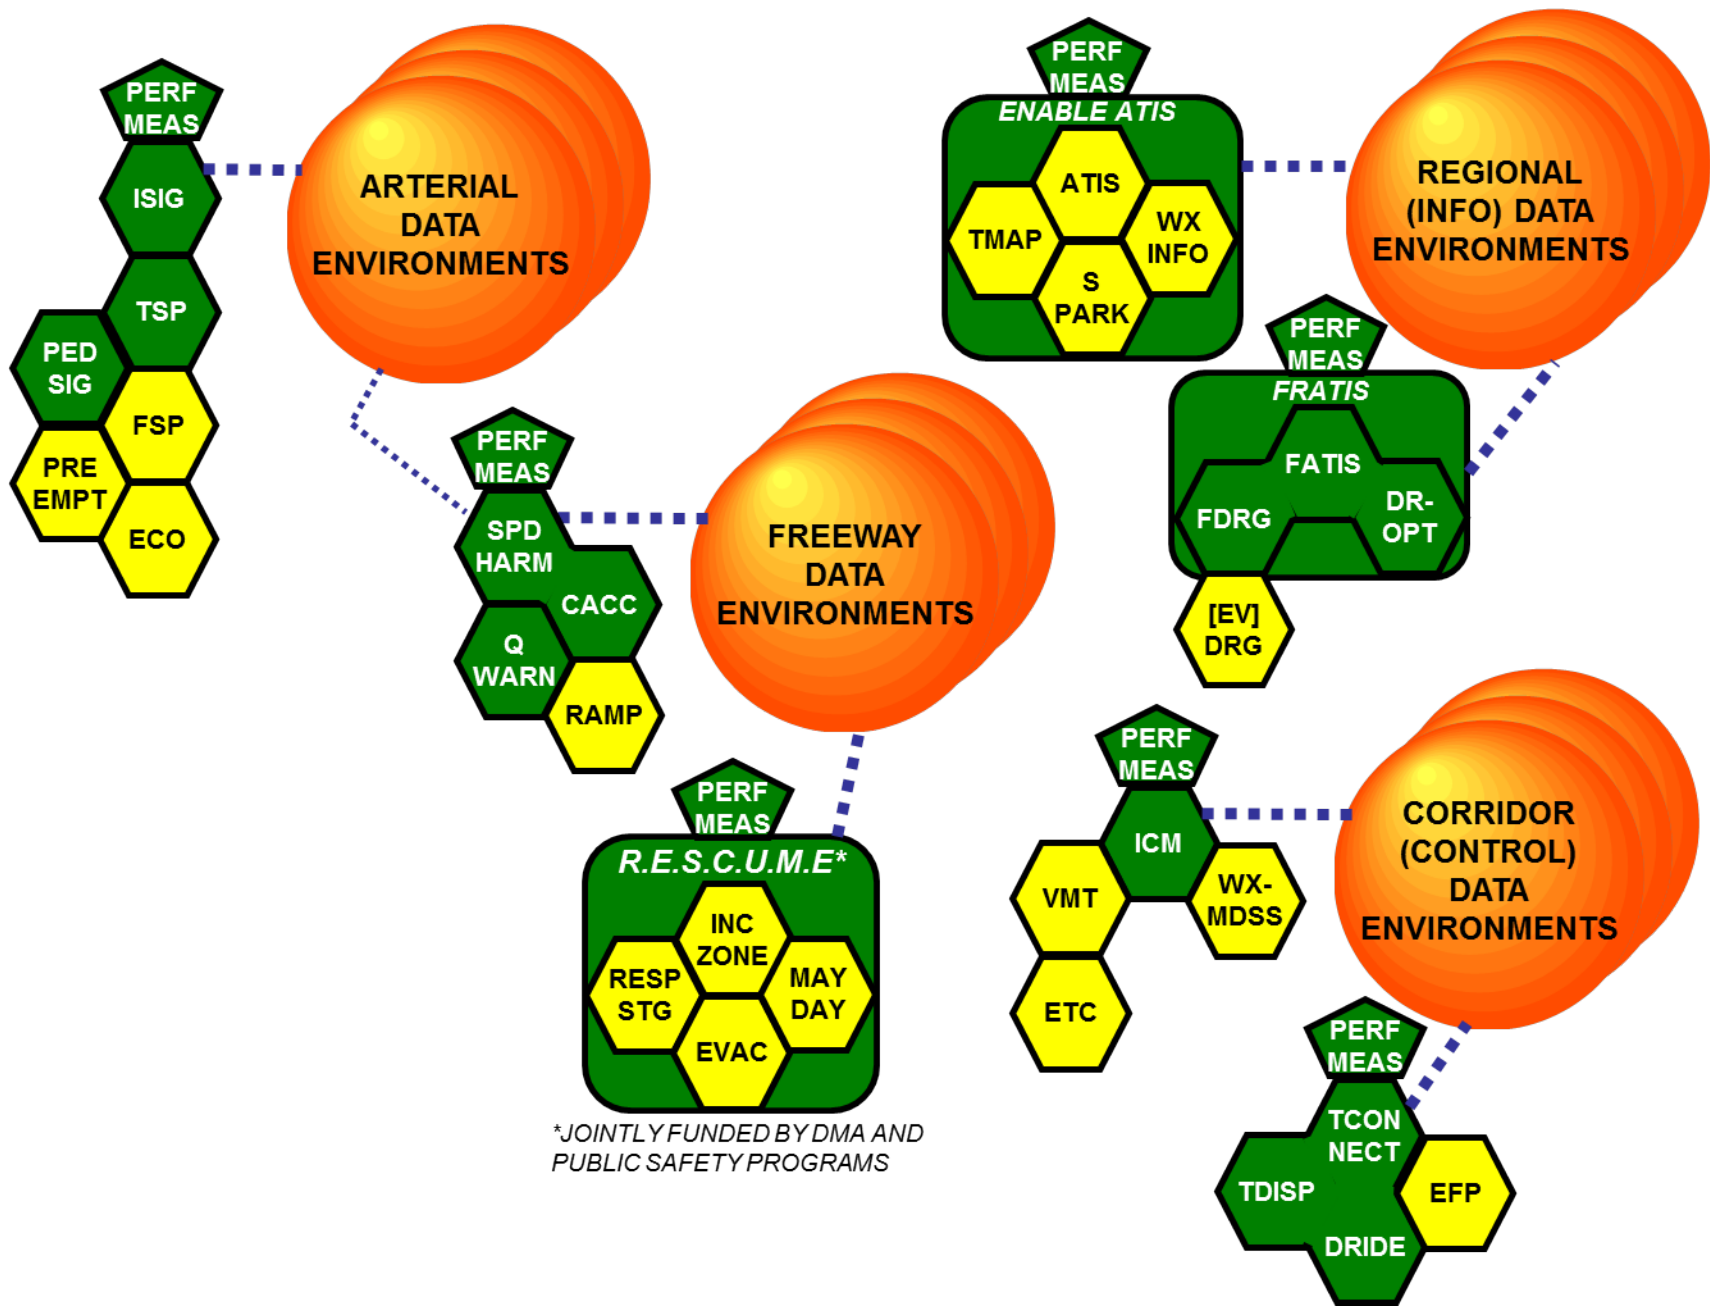 PERF
MEAS
ISIG
TSP
PED
SIG
FSP
PRE
EMPT
ECO
ARTERIAL
DATA
ENVIRONMENTS
PERF
MEAS
SPD
HARM
CACC
Q
WARN
RAMP
FREEWAY
DATA
ENVIRONMENTS
PERF
MEAS
R.E.S.C.U.M.E*
INC
ZONE
RESP
STG
MAY
DAY
EVAC
*JOINTLY FUNDED BY DMA AND
PUBLIC SAFETY PROGRAMS
PERF
MEAS
ENABLE ATIS
ATIS
TMAP
WX
INFO
S
PARK
REGIONAL
(INFO) DATA
ENVIRONMENTS
PERF
MEAS
FRATIS
FATIS
FDRG
DR-
OPT
[EV]
DRG
PERF
MEAS
ICM
VMT
WX-
MDSS
ETC
CORRIDOR
(CONTROL)
DATA
ENVIRONMENTS
PERF
MEAS
TCON
NECT
TDISP
EFP
DRIDE